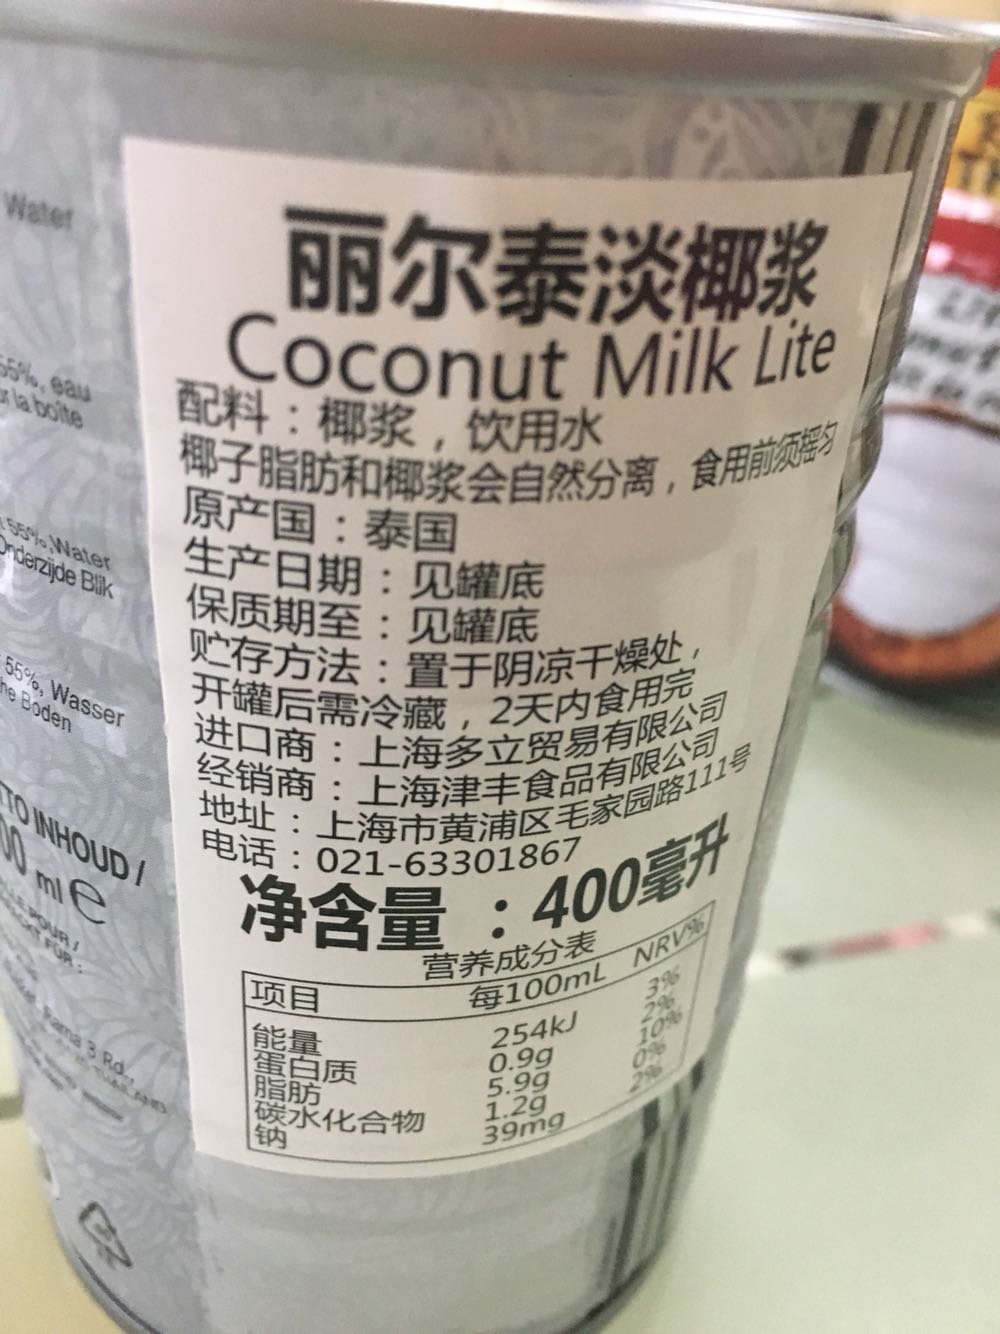 丽尔泰淡椰浆
Coconut Milk Lite
配料：椰浆，饮用水
椰子脂肪和椰浆会自然分离，食用前须摇匀
原产国：泰国
生产日期：见罐底
保质期至：见罐底
贮存方法：置于阴凉干燥处，
开罐后需冷藏，2天内食用完
进口商：上海多立贸易有限公司
经销商：上海津丰食品有限公司
地址：上海市黄浦区毛家园路111号
电话：021-63301867
净含量：400毫升
营养成分表
项目 每100mL NRV%
能量 254kJ 3%
蛋白质 0.9g 2%
脂肪 5.9g 10%
碳水化合物 1.2g 0%
钠 39mg 2%
Water
55%, eau
la boîte
55%, Water
Onderzijde Blik
55%, Wasser
Boden
INHOUD /
ml e
POUR /
FÜR :
Rama 3 Rd.,
THAILAND